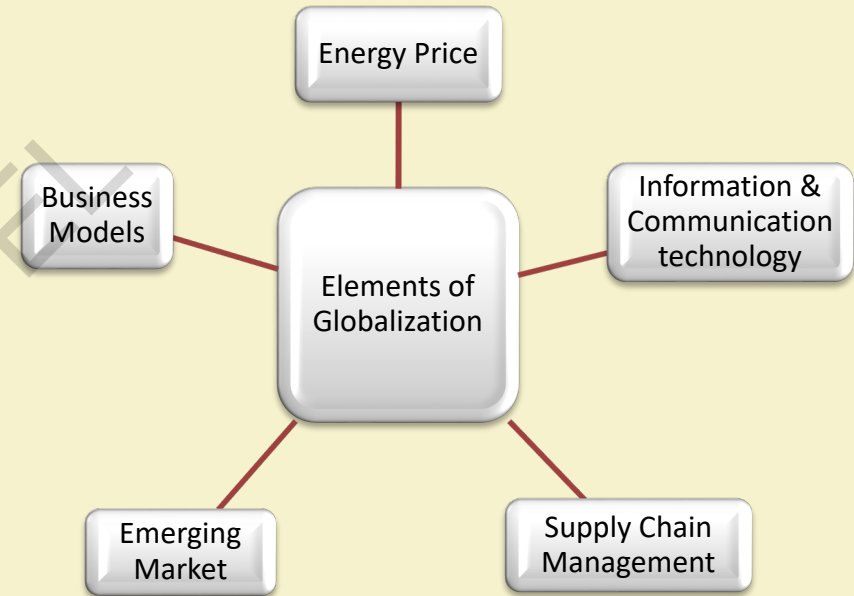 Energy Price
Information &
Communication
technology
Business
Models
Elements of
Globalization
Emerging
Market
Supply Chain
Management